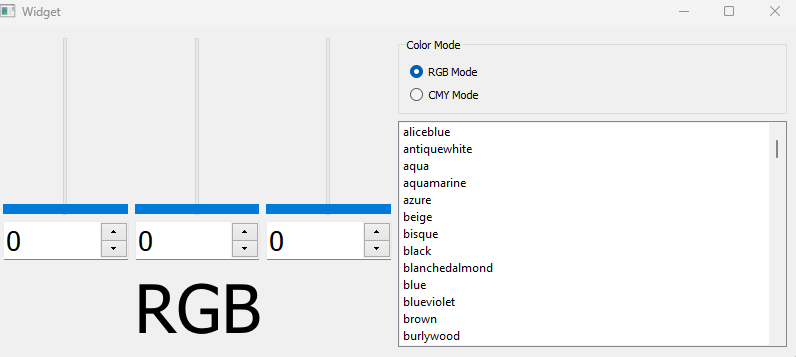 Widget
0
0
0
RGB
Color Mode
RGB Mode
CMY Mode
aliceblue
antiquewhite
aqua
aquamarine
azure
beige
bisque
black
blanchedalmond
blue
blueviolet
brown
burlywood